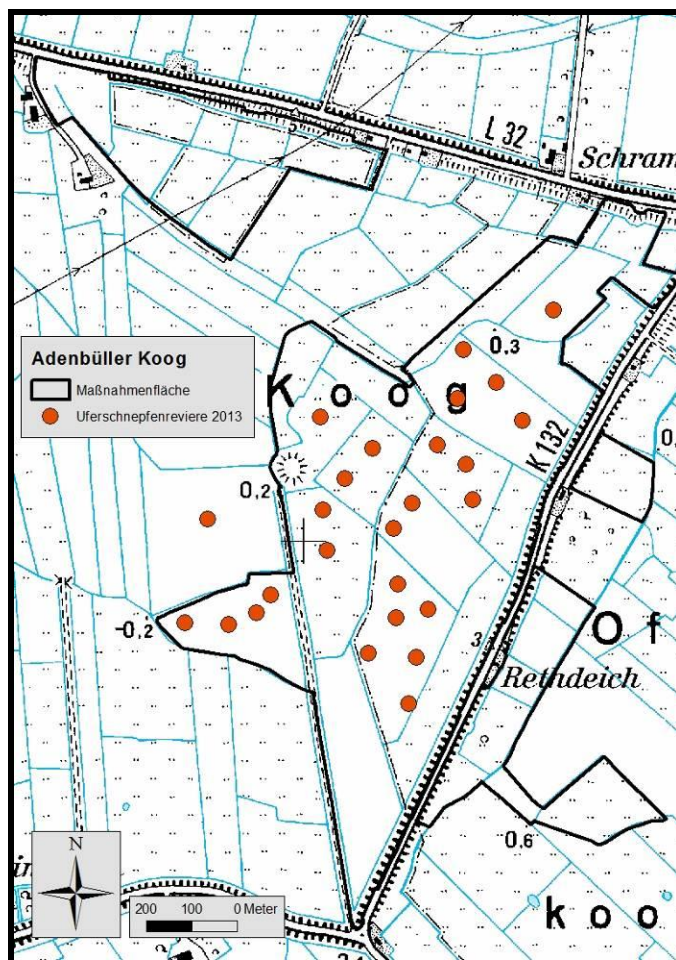 L 32
Schram
Adenbüller Koog
Maßnahmenfläche
Uferschnepfenreviere 2013
0,3
K o o g
K 132
0,
0,2
-0,2
O f
3
Rethdeich
0,6
N
200 100 0 Meter
k o o